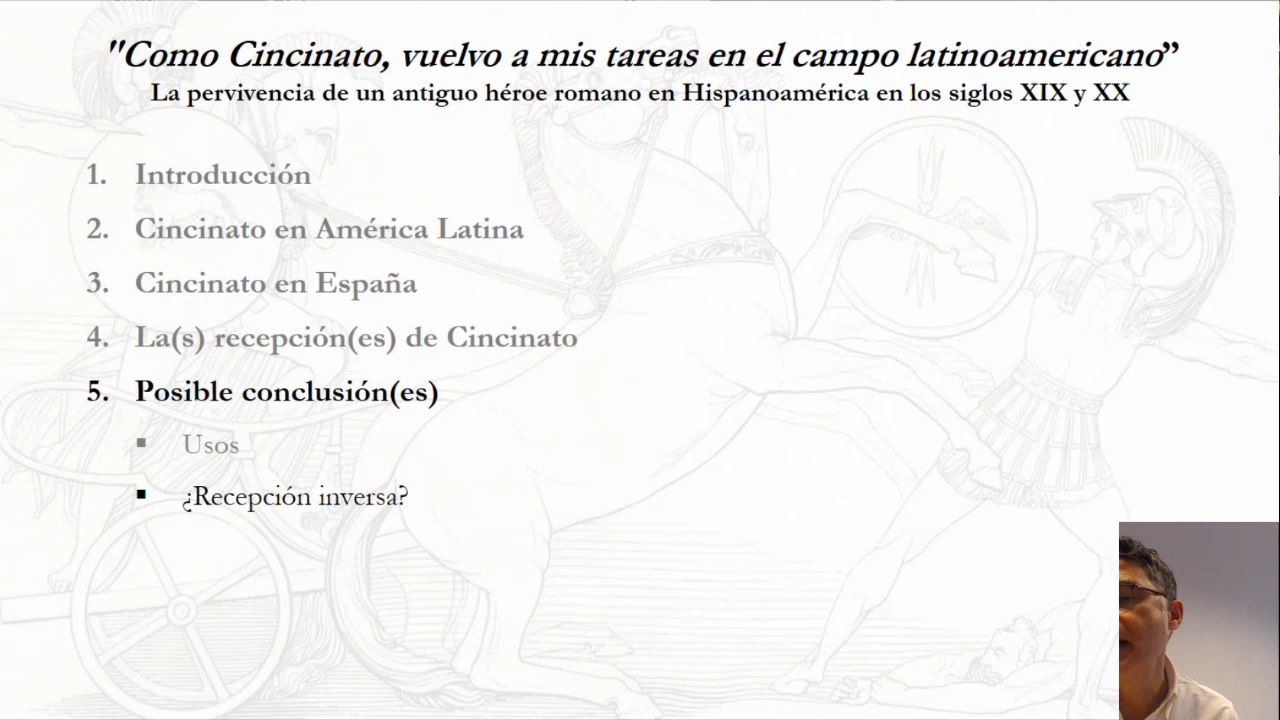 "Como Cincinato, vuelvo a mis tareas en el campo latinoamericano”
La pervivencia de un antiguo héroe romano en Hispanoamérica en los siglos XIX y XX
1. Introducción
2. Cincinato en América Latina
3. Cincinato en España
4. La(s) recepción(es) de Cincinato
5. Posible conclusión(es)
▪ Usos
▪ ¿Recepción inversa?